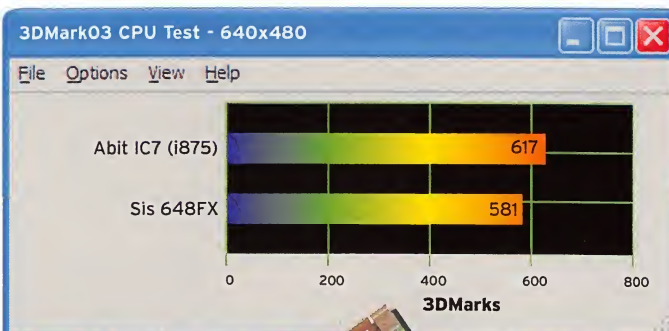 3DMark03 CPU Test - 640x480
File Options View Help
Abit IC7 (i875) 617
Sis 648FX 581
0 200 400 600 800
3DMarks